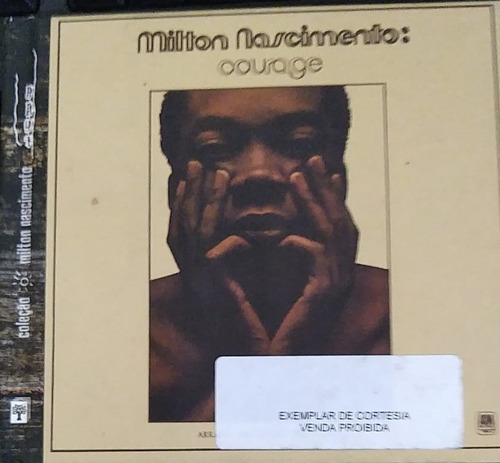 Milton Nascimento:
courage
coleção milton nascimento
EXEMPLAR DE CORTESIA
VENDA PROIBIDA